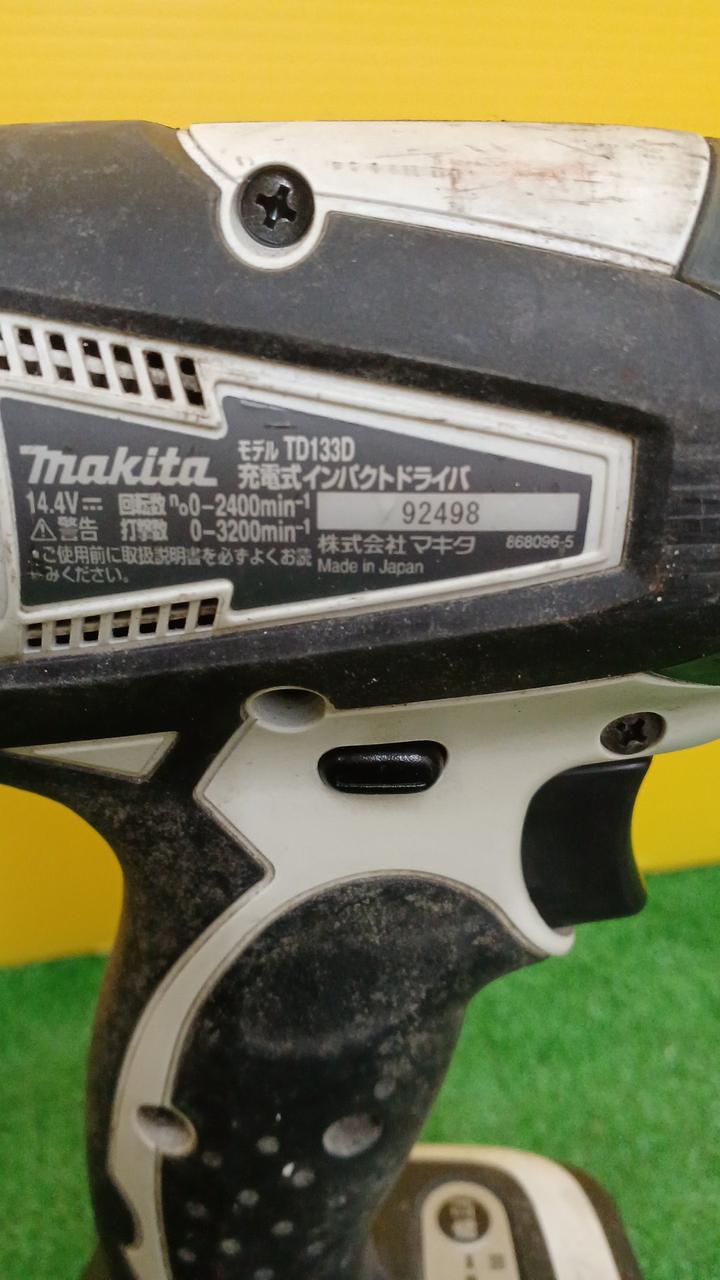 makita
モデル TD133D
充電式インパクトドライバ
14.4V⎓ 回転数 n₀0-2400min⁻¹
92498
⚠警告 打撃数 0-3200min⁻¹
株式会社 マキタ 868096-5
•ご使用前に取扱説明書を必ずよくお読
みください。
Made in Japan